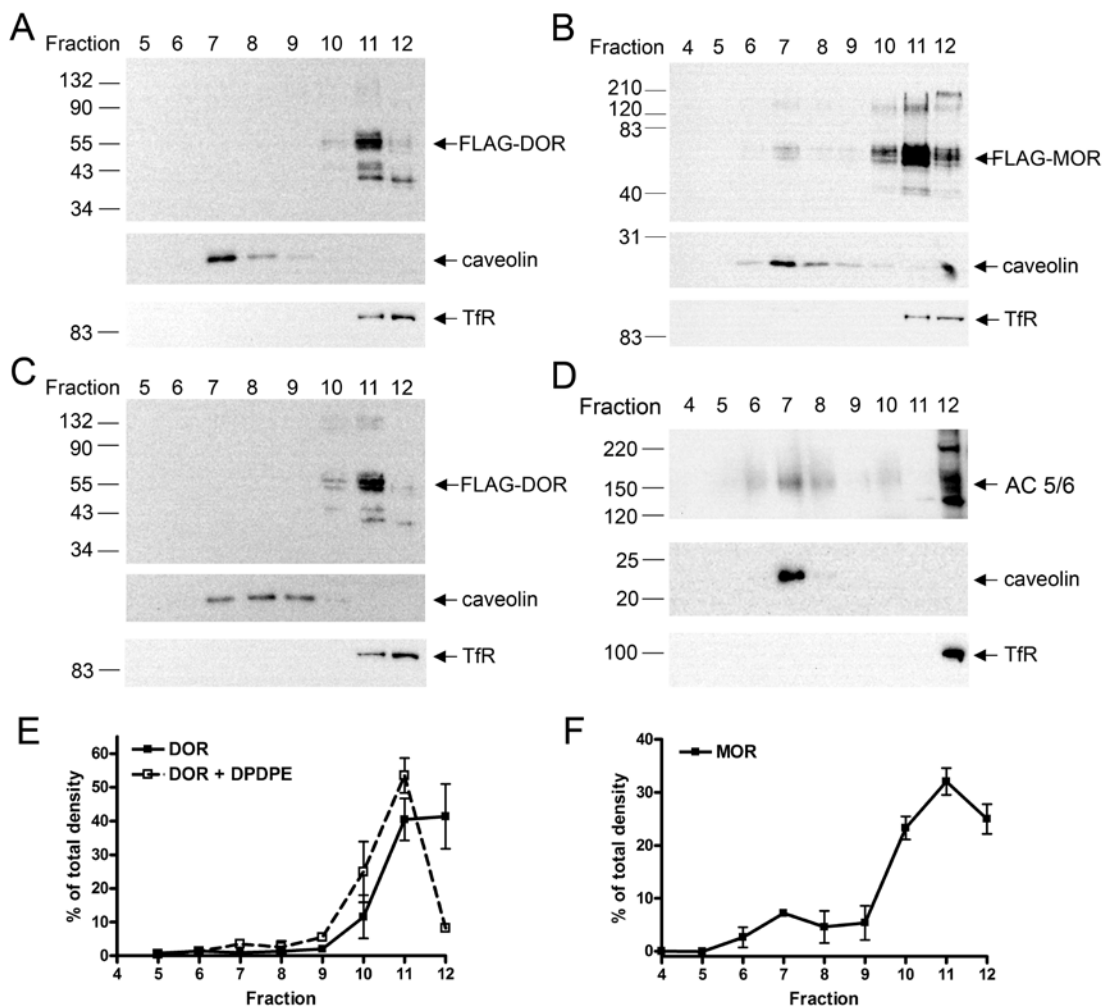 A
Fraction 5 6 7 8 9 10 11 12
132
90
55
43
34
FLAG-DOR
caveolin
TfR
83
B
Fraction 4 5 6 7 8 9 10 11 12
210
120
83
40
31
FLAG-MOR
caveolin
TfR
83
C
Fraction 5 6 7 8 9 10 11 12
132
90
55
43
34
FLAG-DOR
caveolin
TfR
83
D
Fraction 4 5 6 7 8 9 10 11 12
220
150
120
AC 5/6
25
20
caveolin
100
TfR
E
DOR
DOR + DPDPE
% of total density
60
50
40
30
20
10
0
4 5 6 7 8 9 10 11 12
Fraction
F
MOR
% of total density
40
30
20
10
0
4 5 6 7 8 9 10 11 12
Fraction